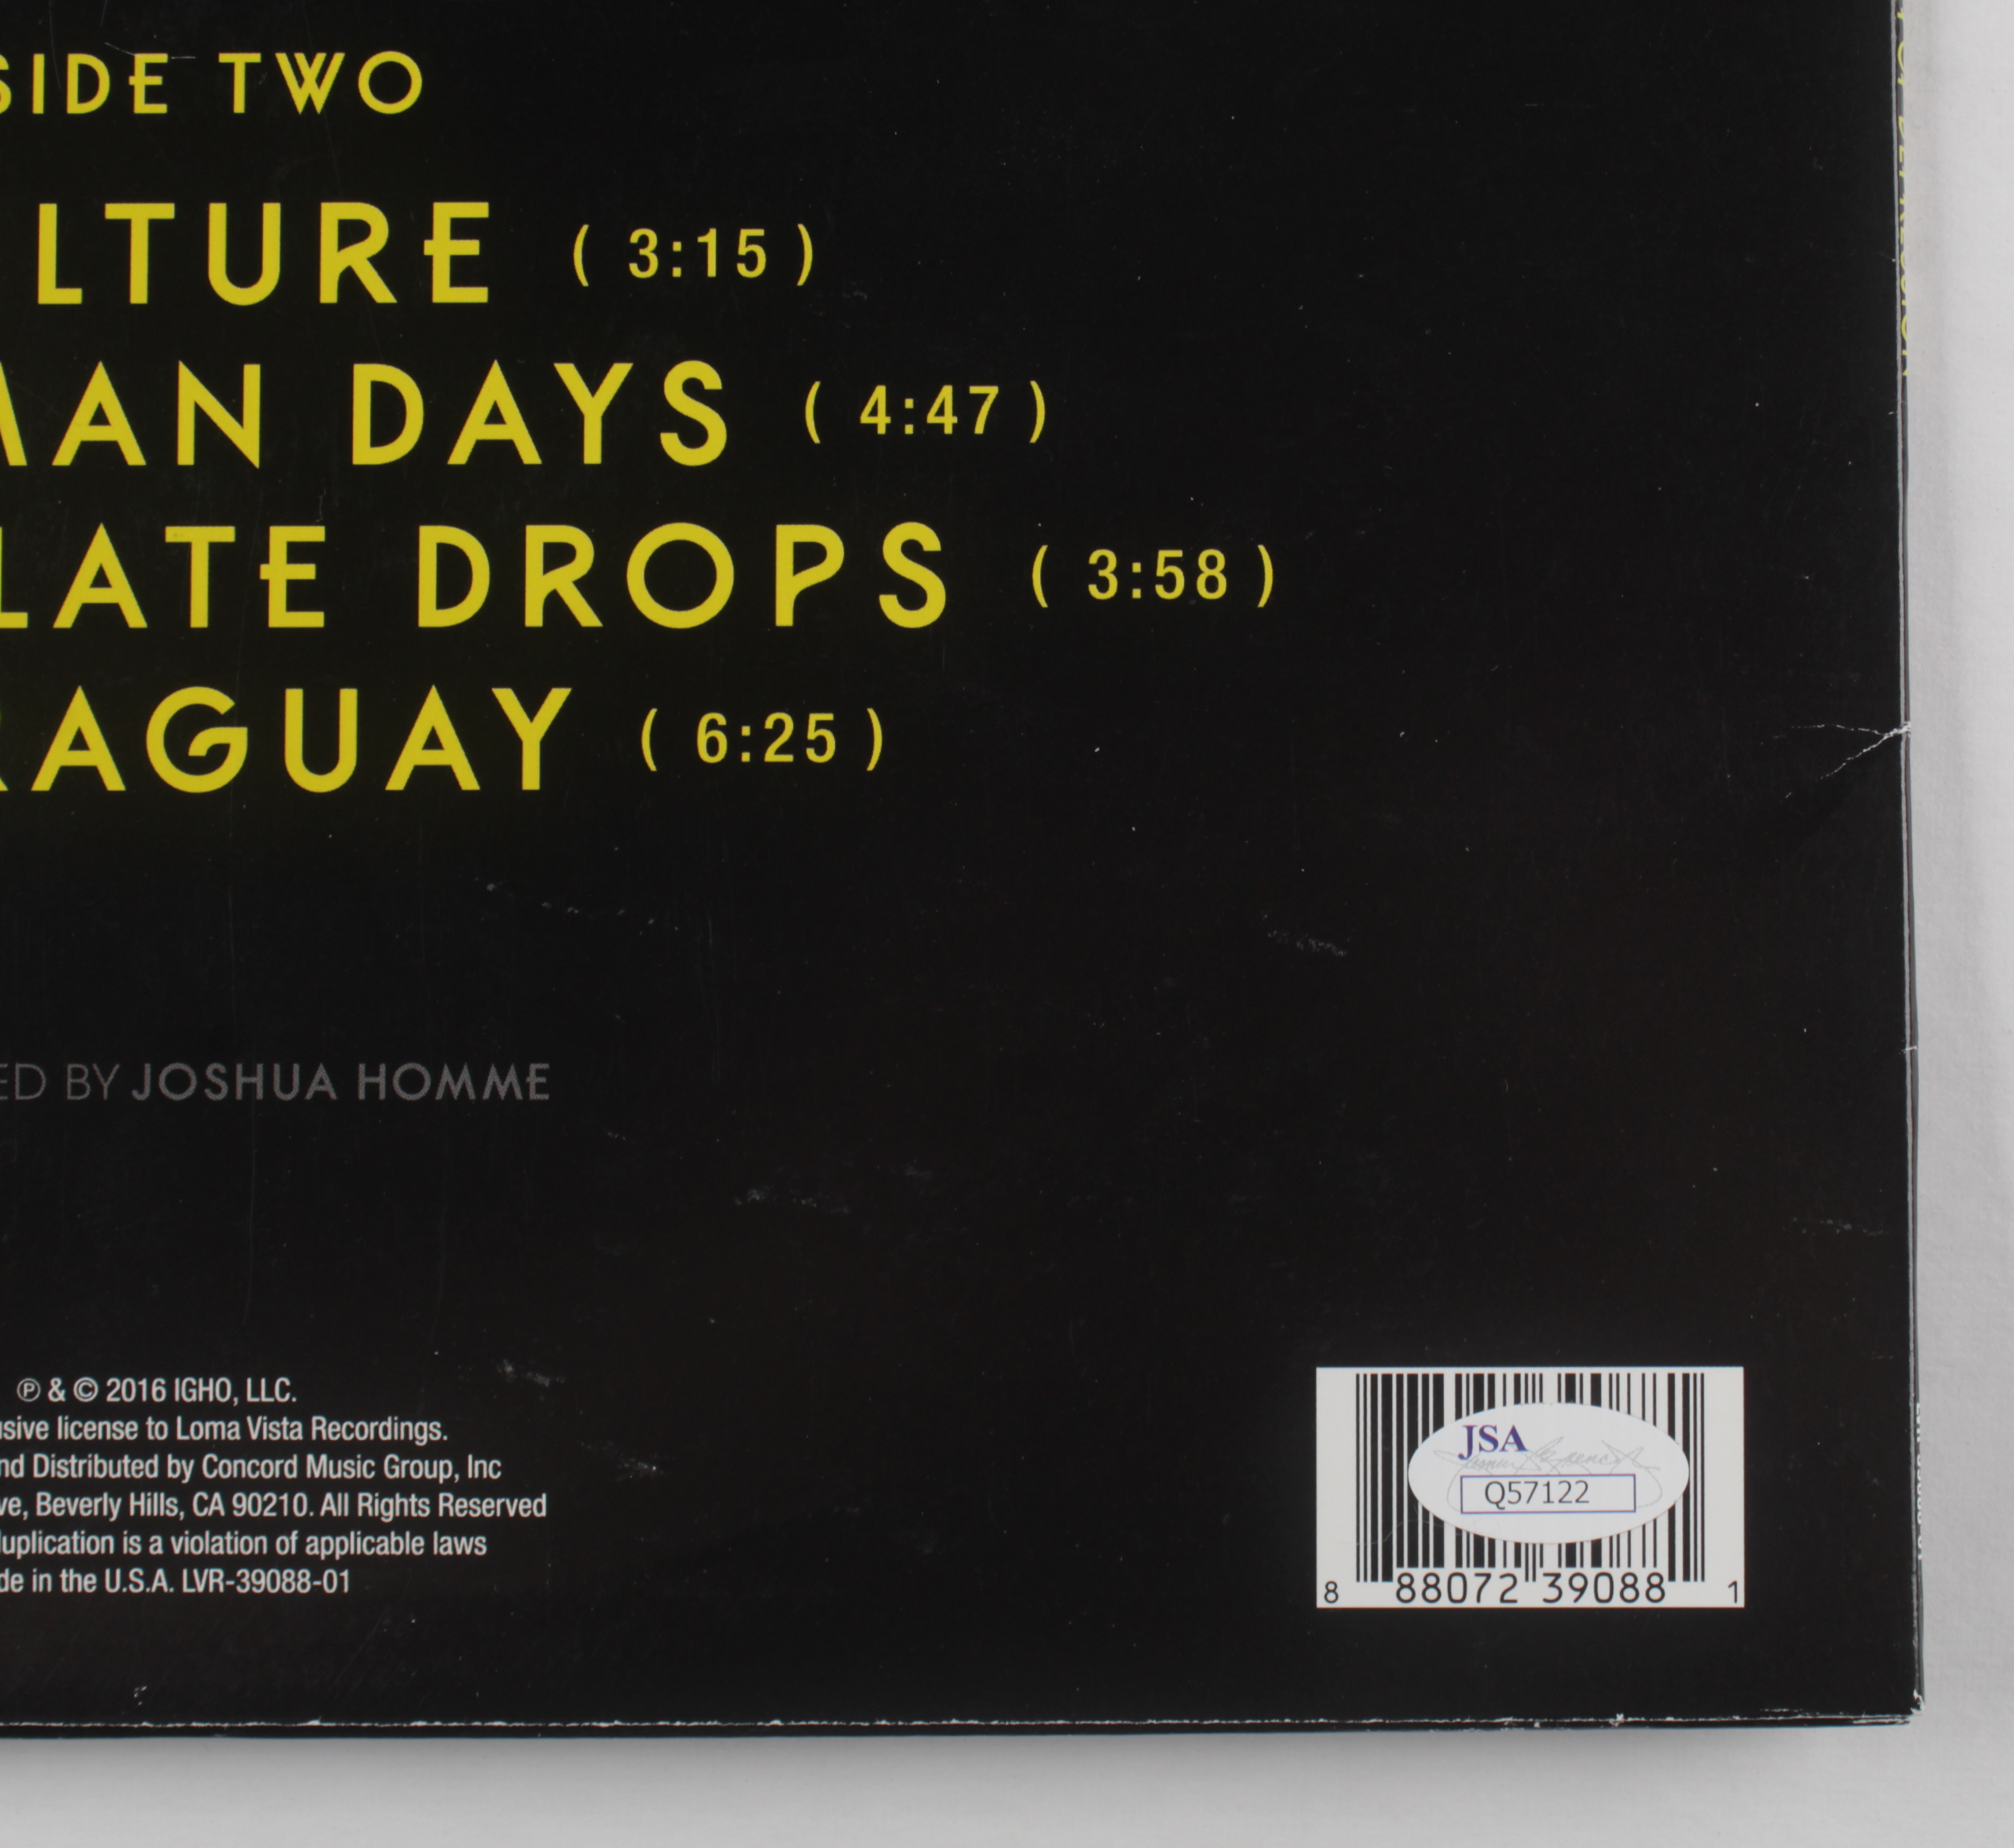 SIDE TWO
LTURE ( 3:15 )
MAN DAYS ( 4:47 )
LATE DROPS ( 3:58 )
RAGUAY ( 6:25 )
ED BY JOSHUA HOMME
℗ & © 2016 IGHO, LLC.
usive license to Loma Vista Recordings.
nd Distributed by Concord Music Group, Inc
ve, Beverly Hills, CA 90210. All Rights Reserved
duplication is a violation of applicable laws
de in the U.S.A. LVR-39088-01
JSA
Q57122
8 88072 39088 1